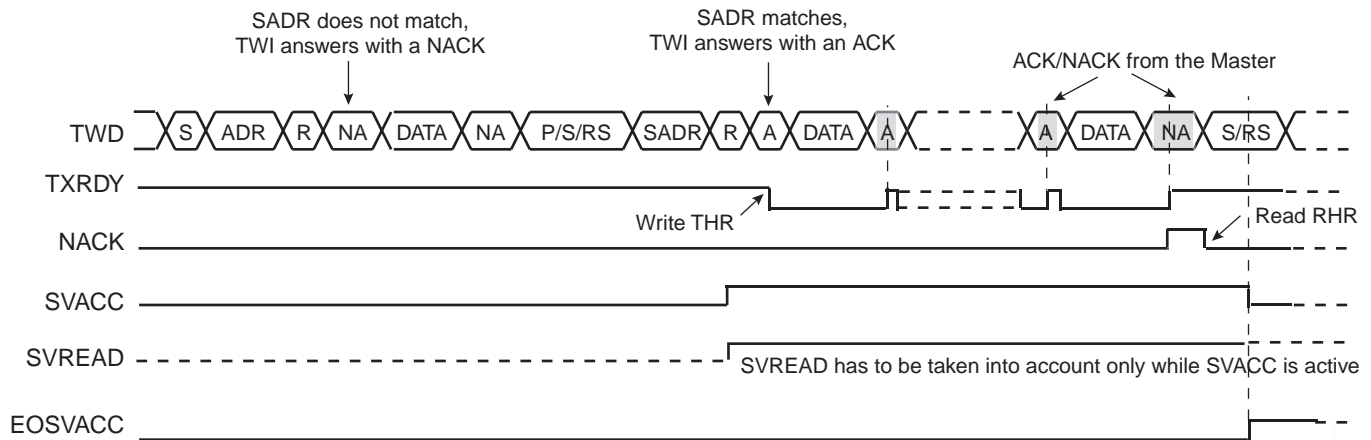 SADR does not match,
TWI answers with a NACK
SADR matches,
TWI answers with an ACK
ACK/NACK from the Master
TWD S ADR R NA DATA NA P/S/RS SADR R A DATA A A DATA NA S/RS
TXRDY
Write THR
Read RHR
NACK
SVACC
SVREAD
SVREAD has to be taken into account only while SVACC is active
EOSVACC